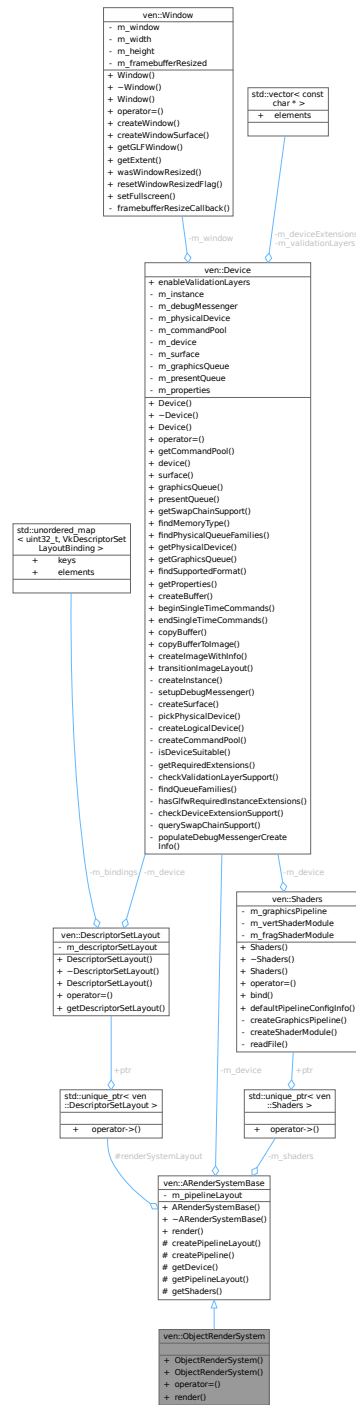 ven::Window
- m_window
- m_width
- m_height
- m_framebufferResized
+ Window()
+ ~Window()
+ Window()
+ operator=()
+ createWindow()
+ createWindowSurface()
+ getGLFWindow()
+ getExtent()
+ wasWindowResized()
+ resetWindowResizedFlag()
+ setFullscreen()
- framebufferResizeCallback()
std::vector< const
char * >
+ elements
-m_window
-m_deviceExtensions
-m_validationLayers
ven::Device
+ enableValidationLayers
- m_instance
- m_debugMessenger
- m_physicalDevice
- m_commandPool
- m_device
- m_surface
- m_graphicsQueue
- m_presentQueue
- m_properties
+ Device()
+ ~Device()
+ Device()
+ operator=()
+ getCommandPool()
+ device()
+ surface()
+ graphicsQueue()
+ presentQueue()
+ getSwapChainSupport()
+ findMemoryType()
+ findPhysicalQueueFamilies()
+ getPhysicalDevice()
+ getGraphicsQueue()
+ findSupportedFormat()
+ getProperties()
+ createBuffer()
+ beginSingleTimeCommands()
+ endSingleTimeCommands()
+ copyBuffer()
+ copyBufferToImage()
+ createImageWithInfo()
+ transitionImageLayout()
- createInstance()
- setupDebugMessenger()
- createSurface()
- pickPhysicalDevice()
- createLogicalDevice()
- createCommandPool()
- isDeviceSuitable()
- getRequiredExtensions()
- checkValidationLayerSupport()
- findQueueFamilies()
- hasGlfwRequiredInstanceExtensions()
- checkDeviceExtensionSupport()
- querySwapChainSupport()
- populateDebugMessengerCreate
Info()
std::unordered_map
< uint32_t, VkDescriptorSet
LayoutBinding >
+ keys
+ elements
-m_bindings
-m_device
-m_device
ven::DescriptorSetLayout
- m_descriptorSetLayout
+ DescriptorSetLayout()
+ ~DescriptorSetLayout()
+ DescriptorSetLayout()
+ operator=()
+ getDescriptorSetLayout()
ven::Shaders
- m_graphicsPipeline
- m_vertShaderModule
- m_fragShaderModule
+ Shaders()
+ ~Shaders()
+ Shaders()
+ operator=()
+ bind()
+ defaultPipelineConfigInfo()
- createGraphicsPipeline()
- createShaderModule()
- readFile()
+ptr
-m_device
+ptr
std::unique_ptr< ven
::DescriptorSetLayout >
+ operator->()
std::unique_ptr< ven
::Shaders >
+ operator->()
#renderSystemLayout
-m_shaders
ven::ARenderSystemBase
- m_pipelineLayout
+ ARenderSystemBase()
+ ~ARenderSystemBase()
+ render()
# createPipelineLayout()
# createPipeline()
# getDevice()
# getPipelineLayout()
# getShaders()
ven::ObjectRenderSystem
+ ObjectRenderSystem()
+ ObjectRenderSystem()
+ operator=()
+ render()